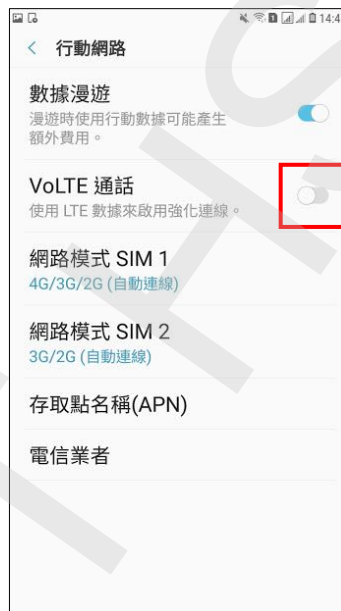 14:4
< 行動網路
數據漫遊
漫遊時使用行動數據可能產生
額外費用。
VoLTE 通話
使用 LTE 數據來啟用強化連線。
網路模式 SIM 1
4G/3G/2G (自動連線)
網路模式 SIM 2
3G/2G (自動連線)
存取點名稱(APN)
電信業者